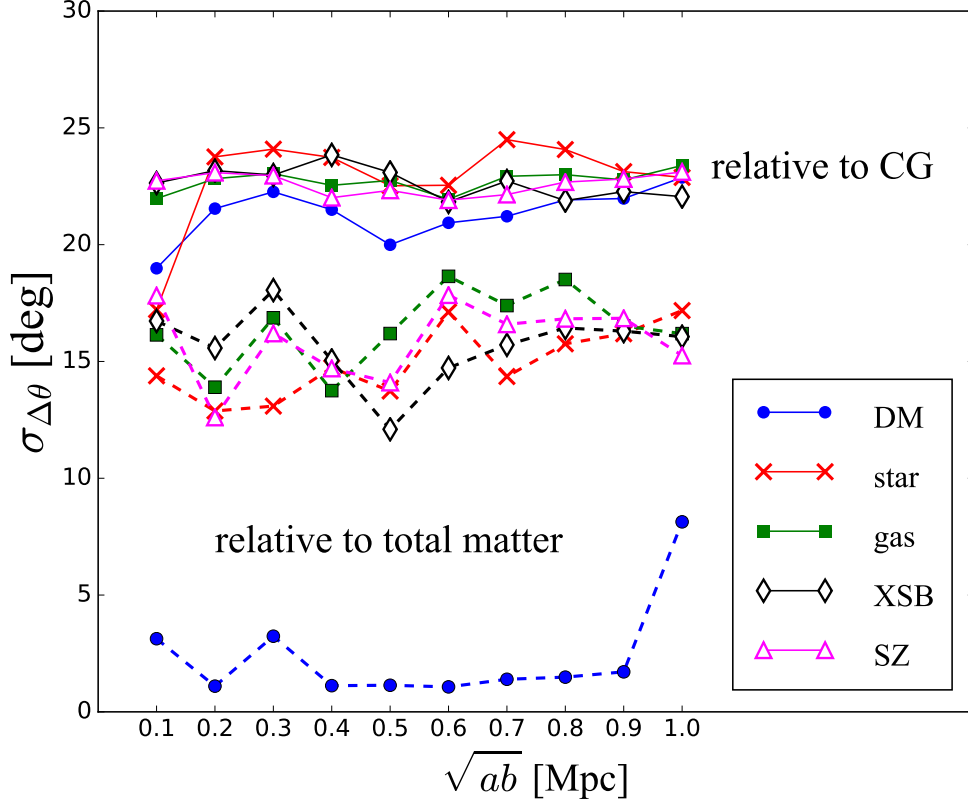 30
25
20
15
10
5
0
σΔθ [deg]
relative to CG
relative to total matter
DM
star
gas
XSB
SZ
0.1 0.2 0.3 0.4 0.5 0.6 0.7 0.8 0.9 1.0
√ab [Mpc]